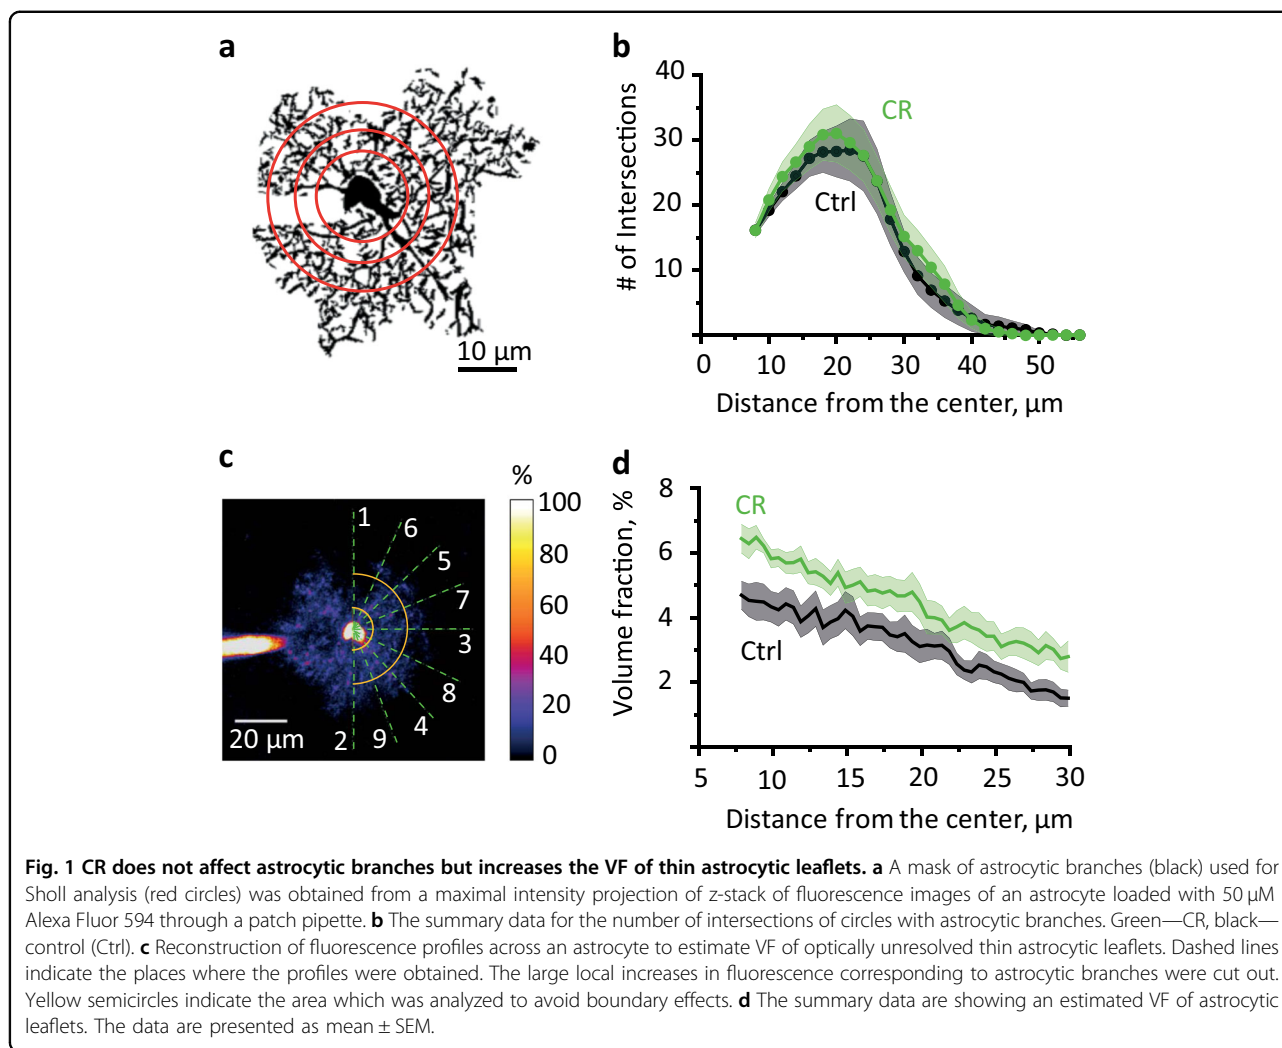 a
10 µm
b
40
30
20
10
0
10
20
30
40
50
# of Intersections
CR
Ctrl
Distance from the center, µm
c
%
100
80
60
40
20
0
1
6
5
7
3
8
4
9
2
20 µm
d
8
6
4
2
5
10
15
20
25
30
Volume fraction, %
CR
Ctrl
Distance from the center, µm
Fig. 1 CR does not affect astrocytic branches but increases the VF of thin astrocytic leaflets. a A mask of astrocytic branches (black) used for
Sholl analysis (red circles) was obtained from a maximal intensity projection of z-stack of fluorescence images of an astrocyte loaded with 50 µM
Alexa Fluor 594 through a patch pipette. b The summary data for the number of intersections of circles with astrocytic branches. Green—CR, black—
control (Ctrl). c Reconstruction of fluorescence profiles across an astrocyte to estimate VF of optically unresolved thin astrocytic leaflets. Dashed lines
indicate the places where the profiles were obtained. The large local increases in fluorescence corresponding to astrocytic branches were cut out.
Yellow semicircles indicate the area which was analyzed to avoid boundary effects. d The summary data are showing an estimated VF of astrocytic
leaflets. The data are presented as mean ± SEM.